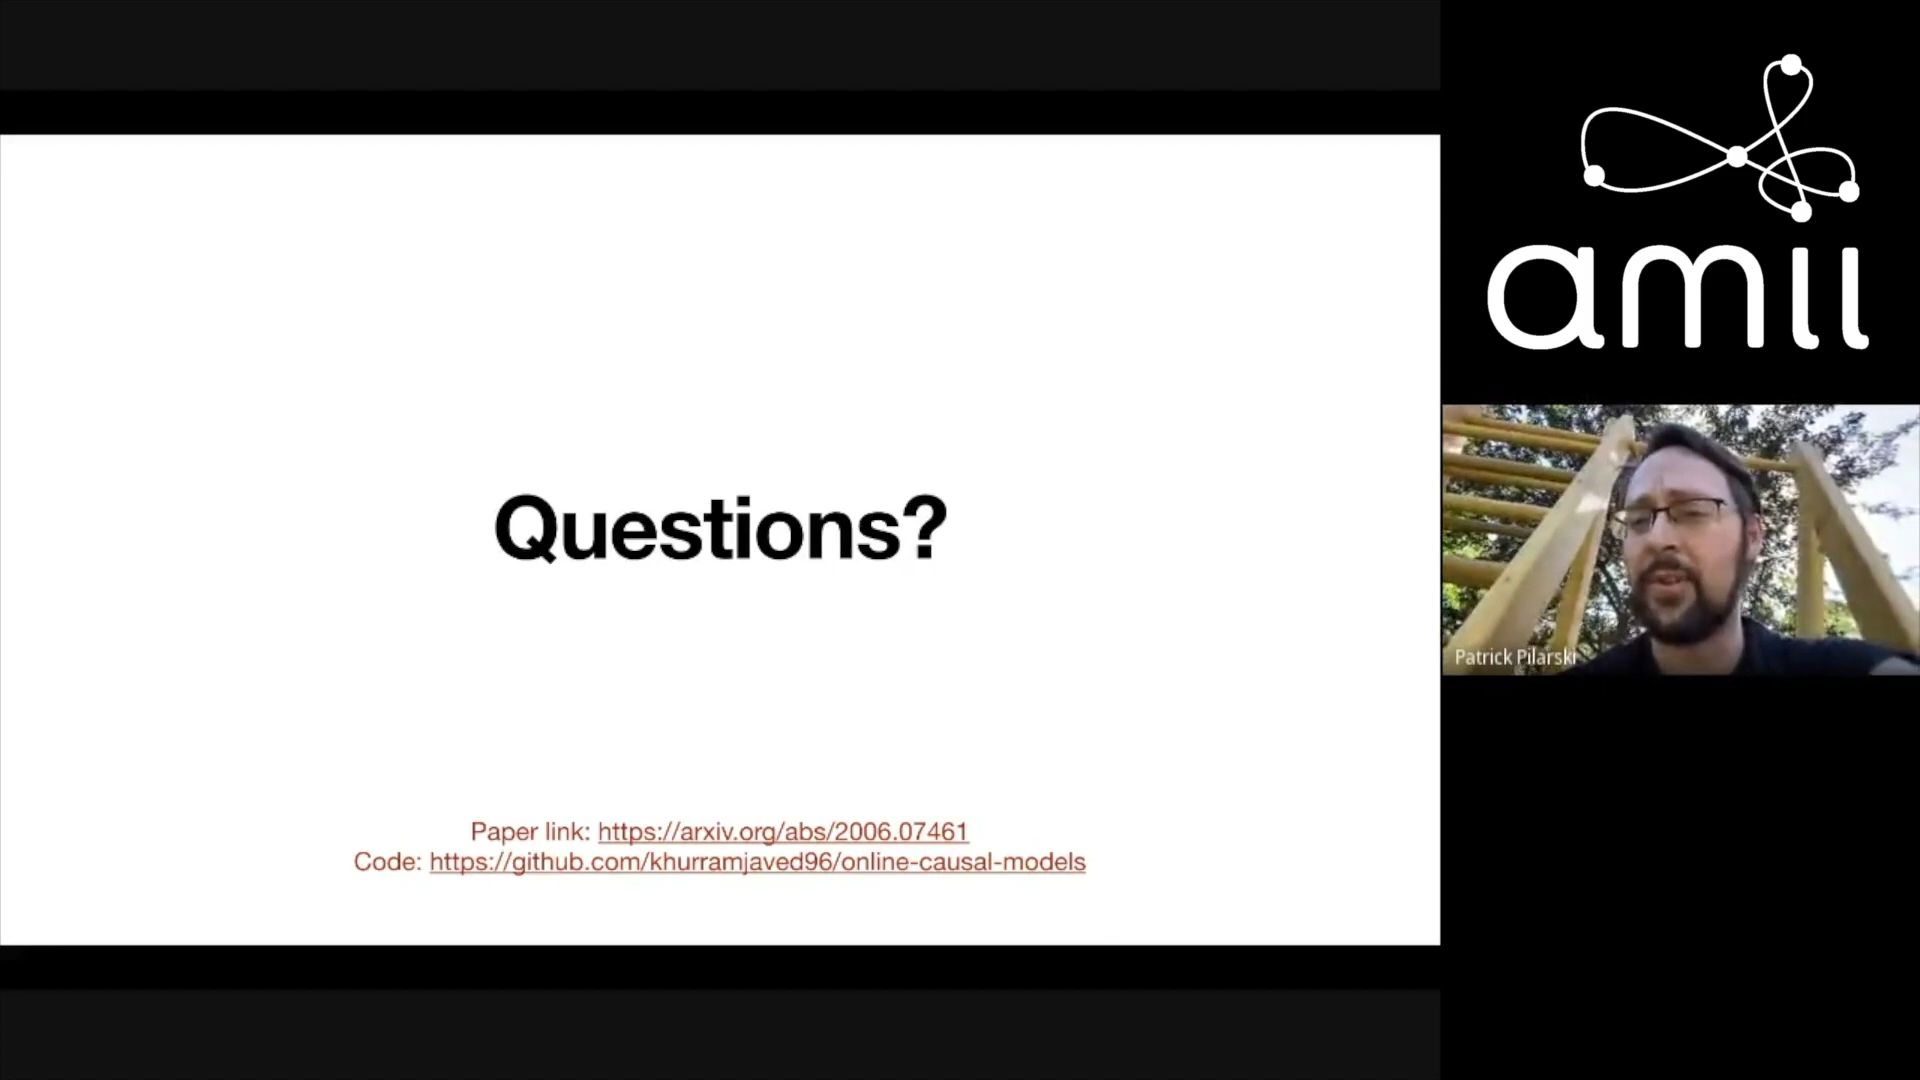 Questions?
Paper link: https://arxiv.org/abs/2006.07461
Code: https://github.com/khurramjaved96/online-causal-models
amii
Patrick Pilarski